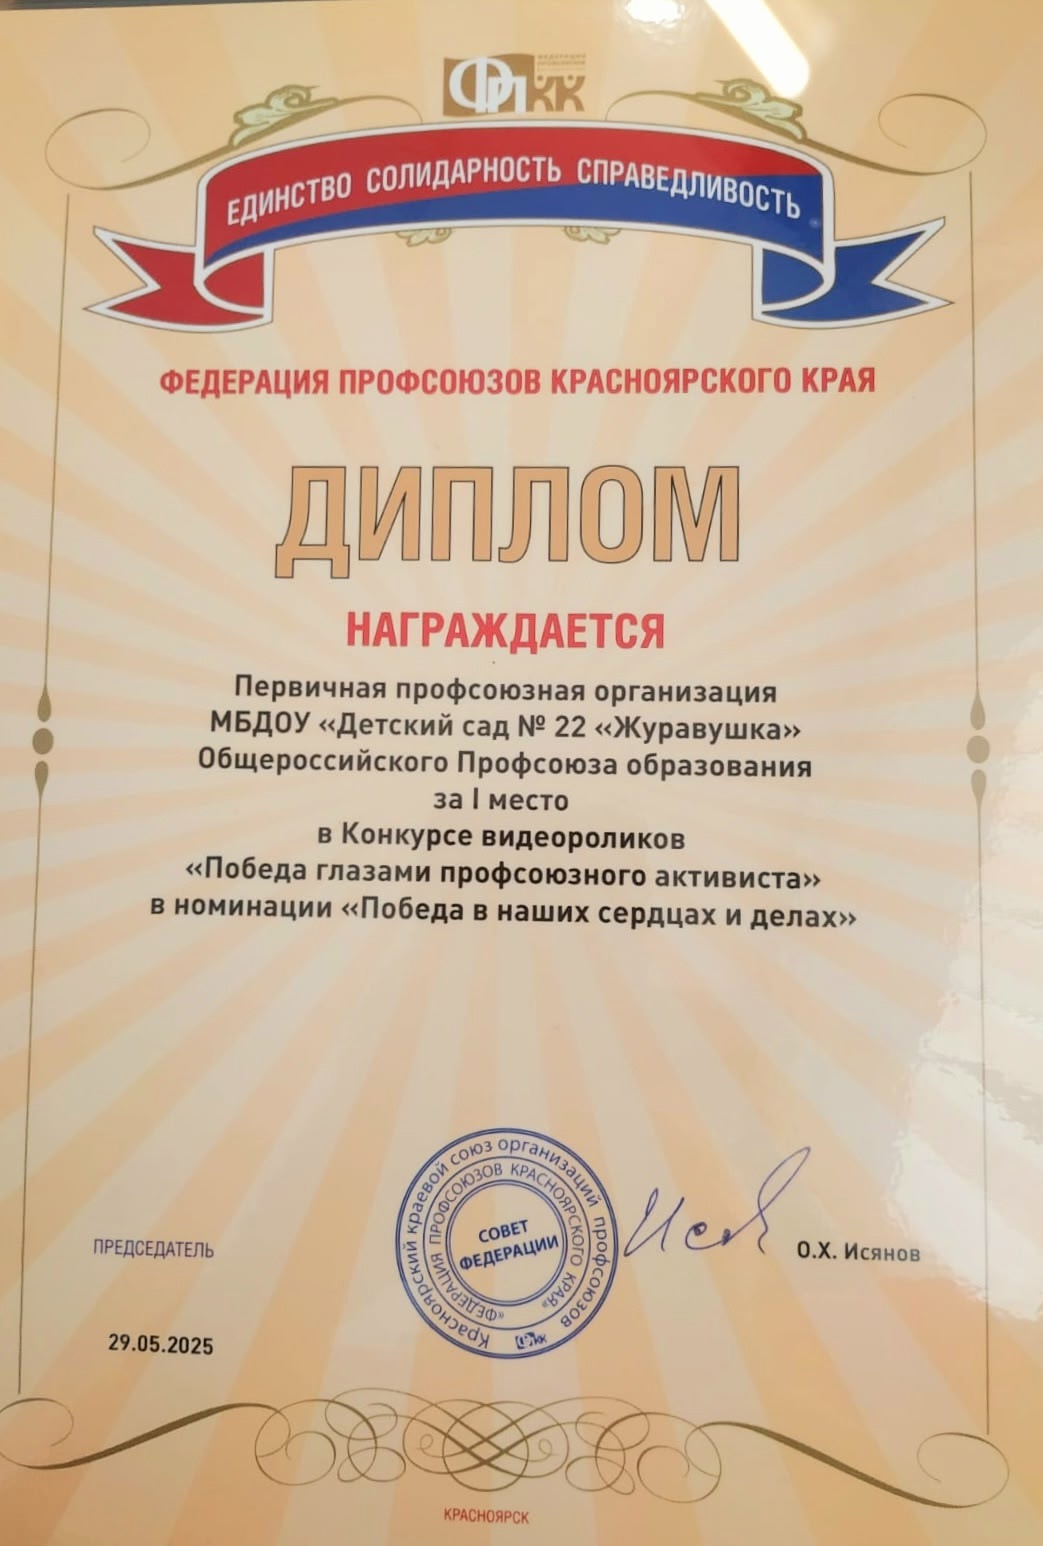 ФПКК
ЕДИНСТВО СОЛИДАРНОСТЬ СПРАВЕДЛИВОСТЬ
ФЕДЕРАЦИЯ ПРОФСОЮЗОВ КРАСНОЯРСКОГО КРАЯ
ДИПЛОМ
НАГРАЖДАЕТСЯ
Первичная профсоюзная организация
МБДОУ «Детский сад № 22 «Журавушка»
Общероссийского Профсоюза образования
за I место
в Конкурсе видеороликов
«Победа глазами профсоюзного активиста»
в номинации «Победа в наших сердцах и делах»
Красноярский краевой союз организаций профсоюзов
«ФЕДЕРАЦИЯ ПРОФСОЮЗОВ КРАСНОЯРСКОГО КРАЯ»
СОВЕТ
ФЕДЕРАЦИИ
ФПКК
ПРЕДСЕДАТЕЛЬ
О.Х. Исянов
29.05.2025
КРАСНОЯРСК